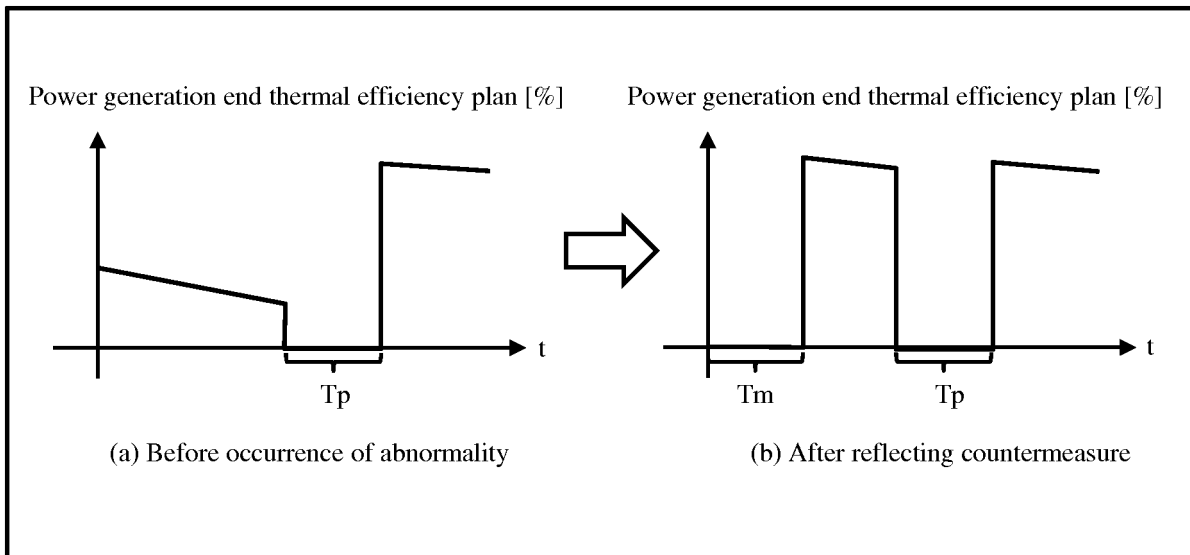 Power generation end thermal efficiency plan [%]
t
Tp
(a) Before occurrence of abnormality
Power generation end thermal efficiency plan [%]
t
Tm
Tp
(b) After reflecting countermeasure